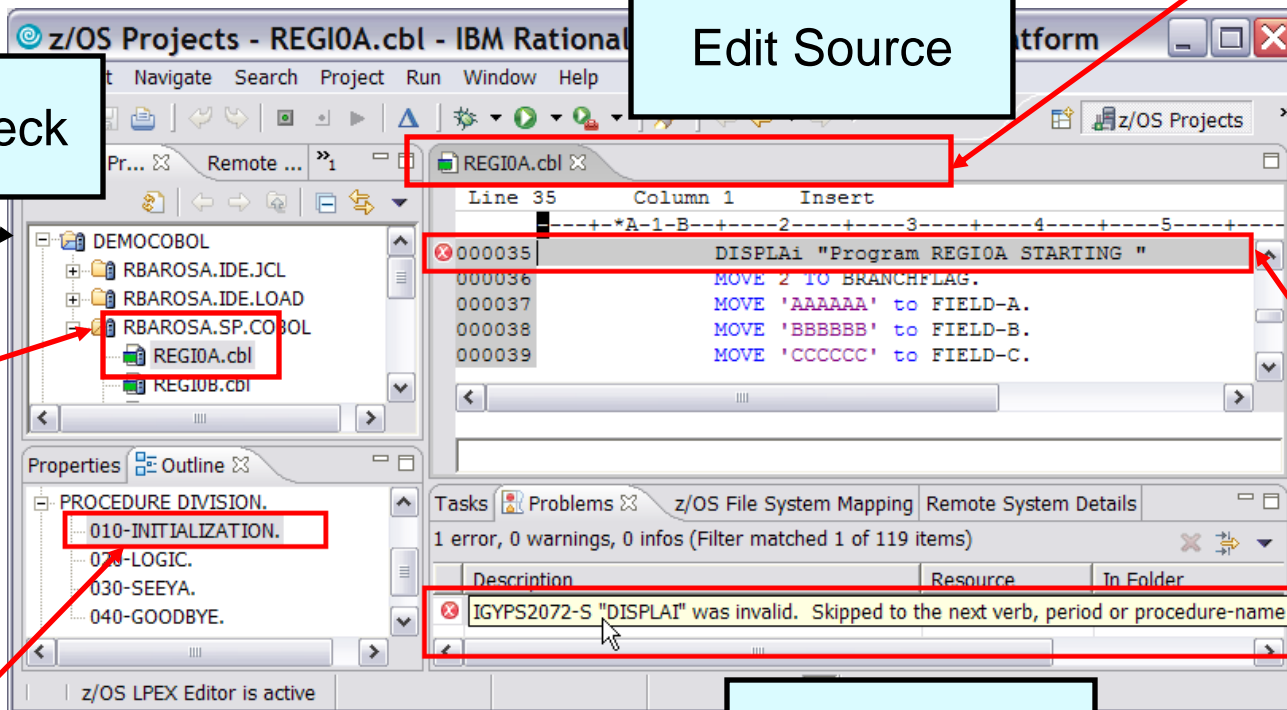 z/OS Projects - REGI0A.cbl - IBM Rational
tform
Edit Source
eck
t Navigate Search Project Run Window Help
z/OS Projects
Pr...
Remote ...
»1
REGI0A.cbl
Line 35 Column 1 Insert
----+-*A-1-B--+----2----+----3----+----4----+----5----+----
000035 DISPLAi "Program REGI0A STARTING "
000036 MOVE 2 TO BRANCHFLAG.
000037 MOVE 'AAAAAA' to FIELD-A.
000038 MOVE 'BBBBBB' to FIELD-B.
000039 MOVE 'CCCCCC' to FIELD-C.
DEMOCOBOL
RBAROSA.IDE.JCL
RBAROSA.IDE.LOAD
RBAROSA.SP.COBOL
REGI0A.cbl
REGI0B.cbl
Properties Outline
PROCEDURE DIVISION.
010-INITIALIZATION.
020-LOGIC.
030-SEEYA.
040-GOODBYE.
Tasks Problems z/OS File System Mapping Remote System Details
1 error, 0 warnings, 0 infos (Filter matched 1 of 119 items)
Description Resource In Folder
IGYPS2072-S "DISPLAI" was invalid. Skipped to the next verb, period or procedure-name
z/OS LPEX Editor is active